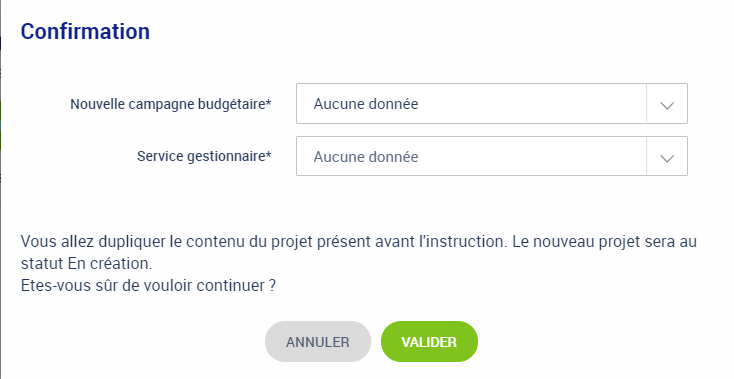 Confirmation
Nouvelle campagne budgétaire* Aucune donnée
Service gestionnaire* Aucune donnée
Vous allez dupliquer le contenu du projet présent avant l'instruction. Le nouveau projet sera au
statut En création.
Etes-vous sûr de vouloir continuer ?
ANNULER VALIDER